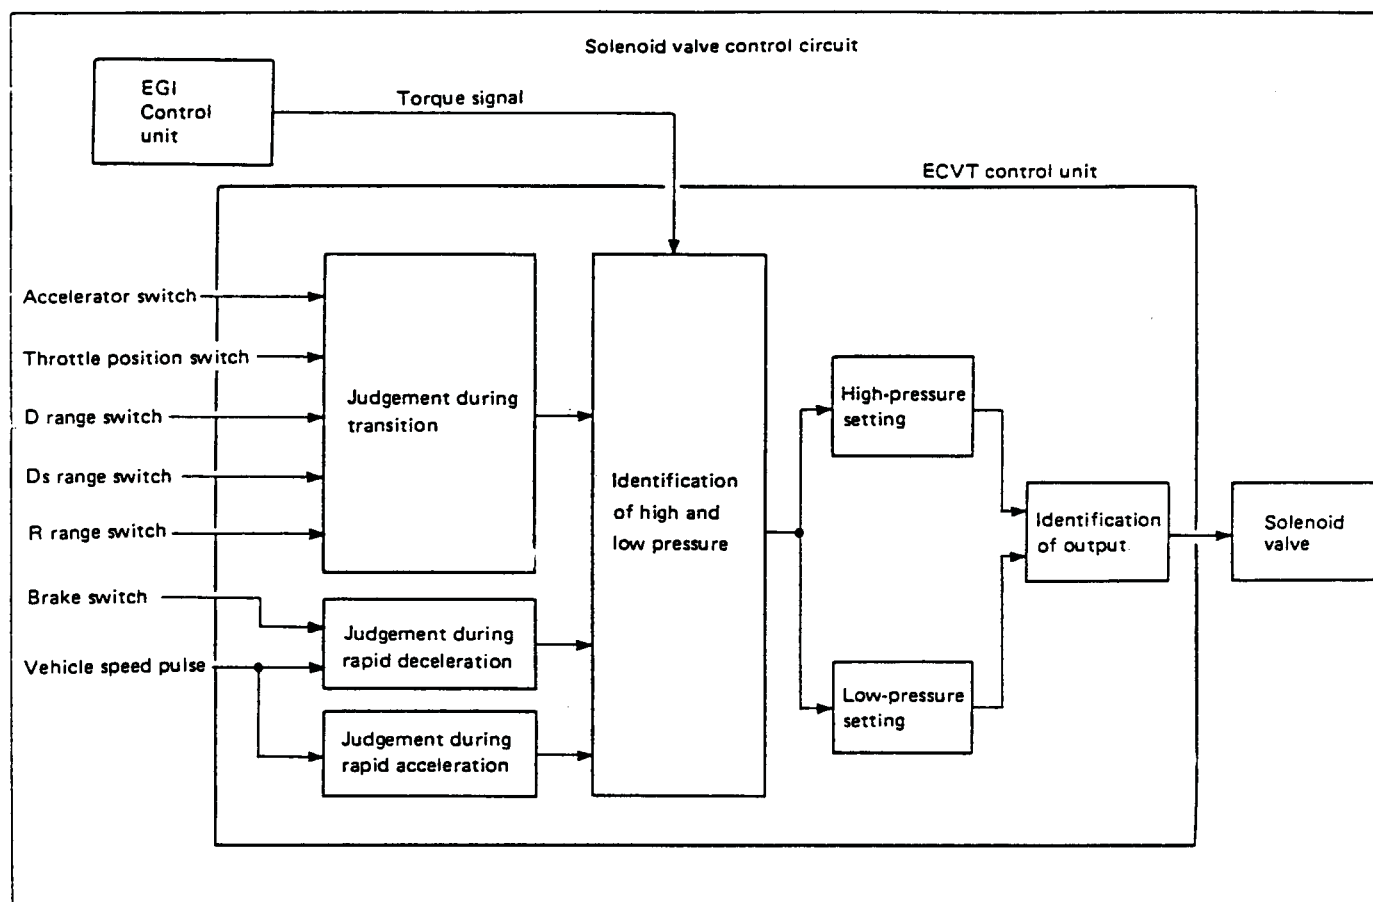 Solenoid valve control circuit
EGI
Control
unit
Torque signal
ECVT control unit
Accelerator switch
Throttle position switch
D range switch
Ds range switch
R range switch
Brake switch
Vehicle speed pulse
Judgement during
transition
Judgement during
rapid deceleration
Judgement during
rapid acceleration
Identification
of high and
low pressure
High-pressure
setting
Low-pressure
setting
Identification
of output
Solenoid
valve